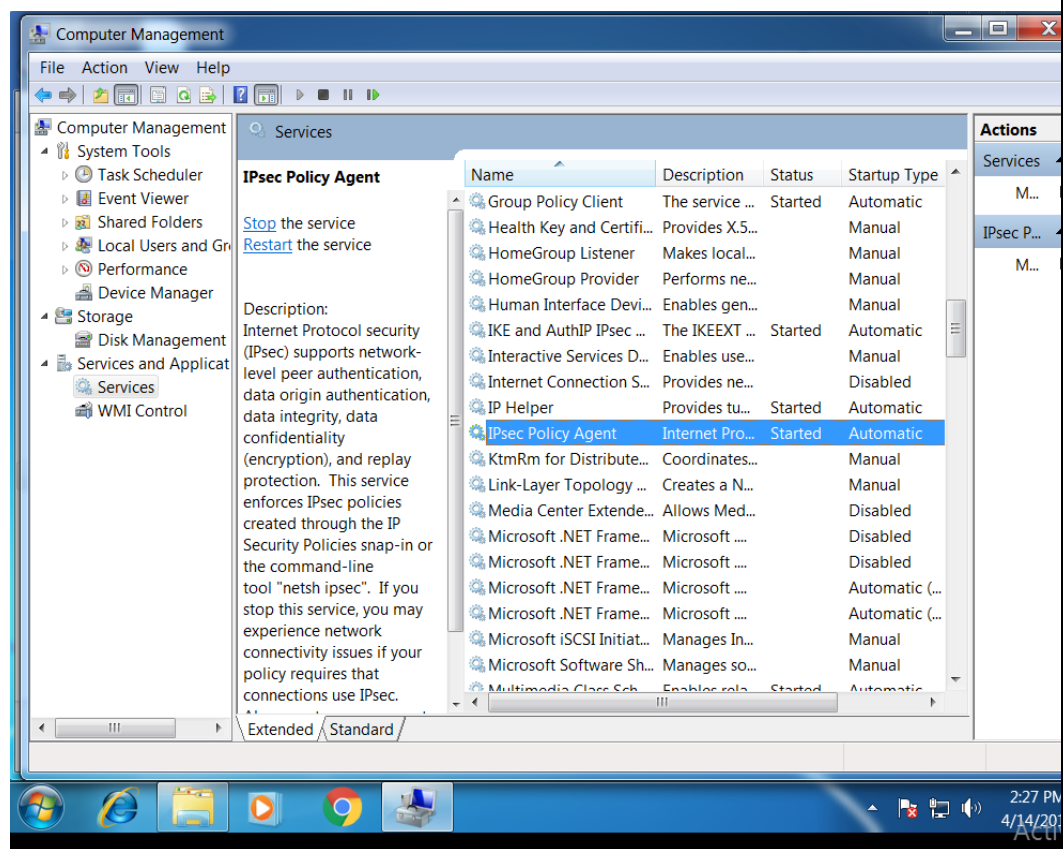 Computer Management
File Action View Help
Computer Management
System Tools
Task Scheduler
Event Viewer
Shared Folders
Local Users and Gr
Performance
Device Manager
Storage
Disk Management
Services and Applicat
Services
WMI Control
Services
IPsec Policy Agent
Stop the service
Restart the service
Description:
Internet Protocol security
(IPsec) supports network-
level peer authentication,
data origin authentication,
data integrity, data
confidentiality
(encryption), and replay
protection. This service
enforces IPsec policies
created through the IP
Security Policies snap-in or
the command-line
tool "netsh ipsec". If you
stop this service, you may
experience network
connectivity issues if your
policy requires that
connections use IPsec.
Name Description Status Startup Type
Group Policy Client The service ... Started Automatic
Health Key and Certifi... Provides X.5... Manual
HomeGroup Listener Makes local... Manual
HomeGroup Provider Performs ne... Manual
Human Interface Devi... Enables gen... Manual
IKE and AuthIP IPsec ... The IKEEXT ... Started Automatic
Interactive Services D... Enables use... Manual
Internet Connection S... Provides ne... Disabled
IP Helper Provides tu... Started Automatic
IPsec Policy Agent Internet Pro... Started Automatic
KtmRm for Distribute... Coordinates... Manual
Link-Layer Topology ... Creates a N... Manual
Media Center Extende... Allows Med... Disabled
Microsoft .NET Frame... Microsoft .... Disabled
Microsoft .NET Frame... Microsoft .... Disabled
Microsoft .NET Frame... Microsoft .... Automatic (...
Microsoft .NET Frame... Microsoft .... Automatic (...
Microsoft iSCSI Initiat... Manages In... Manual
Microsoft Software Sh... Manages so... Manual
Multimedia Class Sch... Enables rela... Started Automatic
Extended Standard
Actions
Services
M...
IPsec P...
M...
2:27 PM
4/14/201
Acti